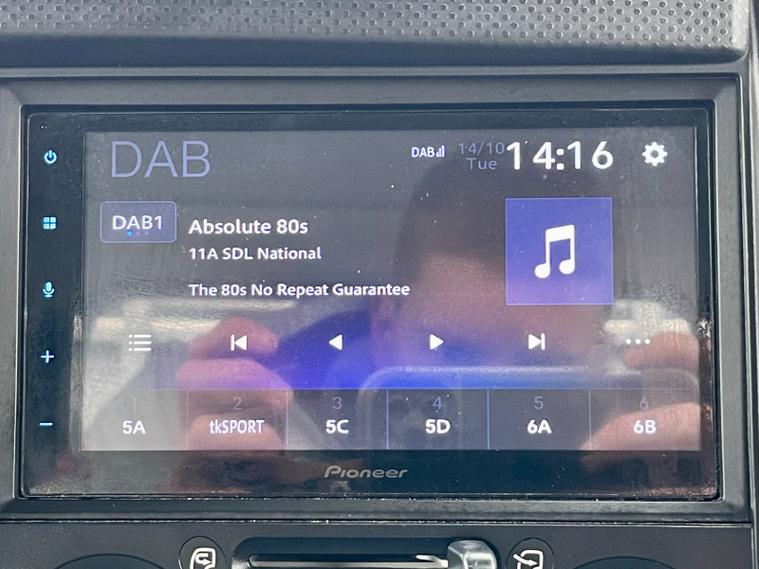 DAB
DAB 14/10 Tue 14:16
DAB1
Absolute 80s
11A SDL National
The 80s No Repeat Guarantee
1 2 3 4 5 6
5A tkSPORT 5C 5D 6A 6B
Pioneer